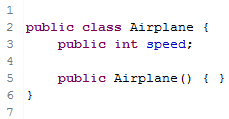 1
2 public class Airplane {
3     public int speed;
4
5     public Airplane() { }
6 }
7